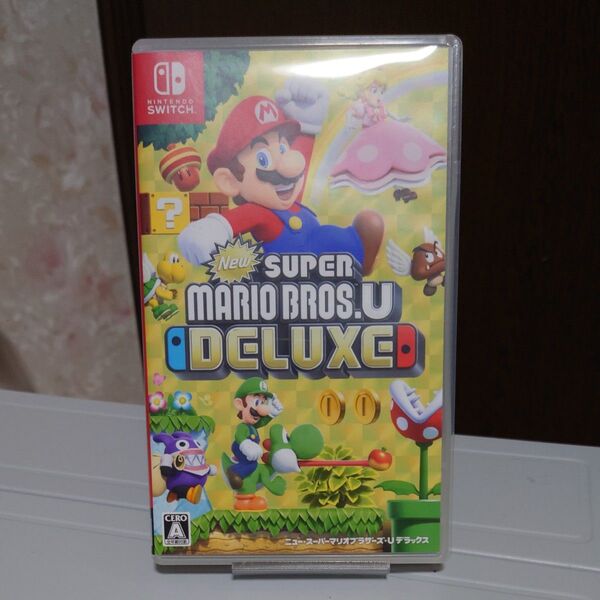 NINTENDO
SWITCH
?
New
SUPER
MARIO BROS.U
DELUXE
CERO
A
ニュー・スーパーマリオブラザーズ・U デラックス